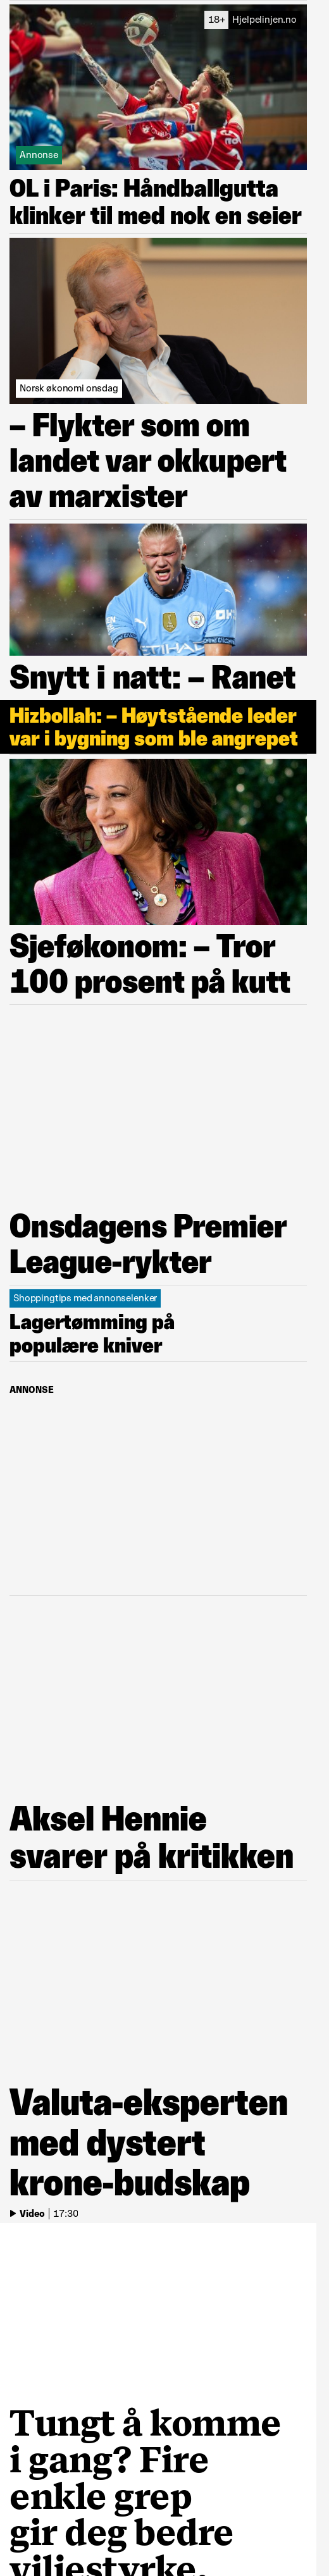 18+ Hjelpelinjen.no
Annonse
OL i Paris: Håndballgutta
klinker til med nok en seier
Norsk økonomi onsdag
– Flykter som om
landet var okkupert
av marxister
Snytt i natt: – Ranet
Hizbollah: – Høytstående leder
var i bygning som ble angrepet
Sjeføkonom: – Tror
100 prosent på kutt
Onsdagens Premier
League-rykter
Shoppingtips med annonselenker
Lagertømming på
populære kniver
ANNONSE
Aksel Hennie
svarer på kritikken
Valuta-eksperten
med dystert
krone-budskap
Video | 17:30
Tungt å komme
i gang? Fire
enkle grep
gir deg bedre
viljestyrke.